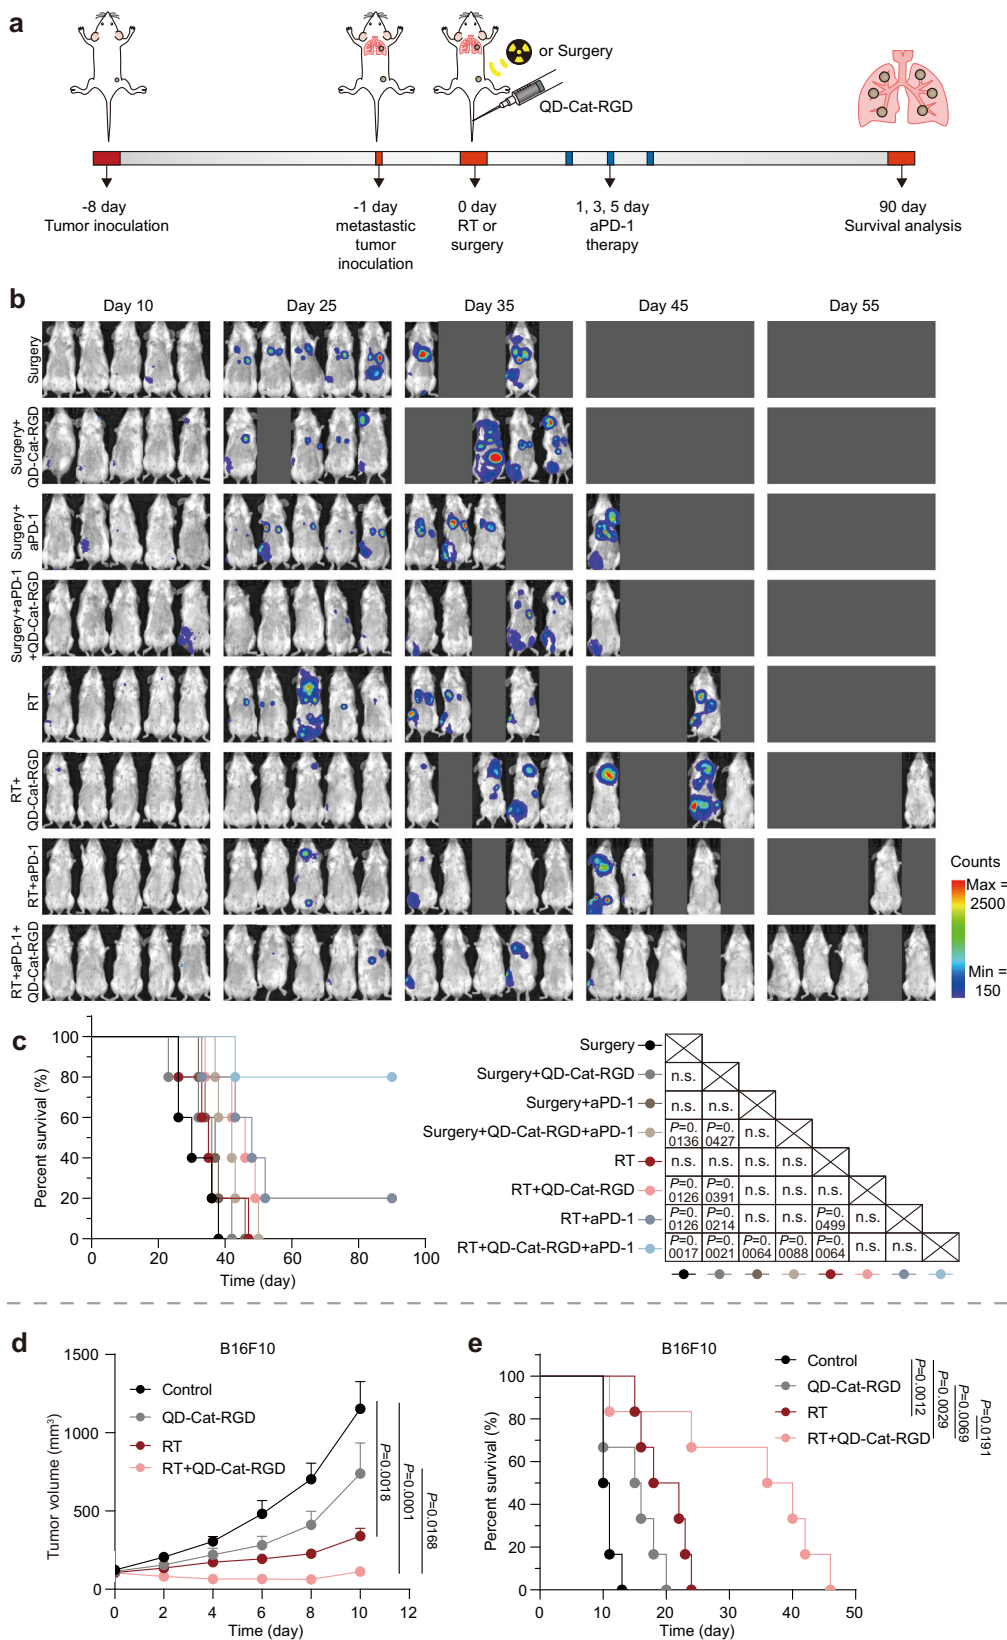 a
or Surgery
QD-Cat-RGD
-8 day
Tumor inoculation
-1 day
metastastic
tumor
inoculation
0 day
RT or
surgery
1, 3, 5 day
aPD-1
therapy
90 day
Survival analysis
b
Day 10
Day 25
Day 35
Day 45
Day 55
Surgery
Surgery+
QD-Cat-RGD
Surgery+
aPD-1
Surgery+aPD-1
+QD-Cat-RGD
RT
RT+
QD-Cat-RGD
RT+aPD-1
RT+aPD-1+
QD-Cat-RGD
Counts
Max =
2500
Min =
150
c
Percent survival (%)
100
80
60
40
20
0
0
20
40
60
80
100
Time (day)
Surgery
Surgery+QD-Cat-RGD
n.s.
Surgery+aPD-1
n.s. n.s.
Surgery+QD-Cat-RGD+aPD-1
P=0.0136 P=0.0427 n.s.
RT
n.s. n.s. n.s. n.s.
RT+QD-Cat-RGD
P=0.0126 P=0.0391 n.s. n.s. n.s.
RT+aPD-1
P=0.0126 P=0.0214 n.s. n.s. P=0.0499 n.s.
RT+QD-Cat-RGD+aPD-1
P=0.0017 P=0.0021 P=0.0064 P=0.0088 P=0.0064 n.s. n.s.
d
B16F10
Tumor volume (mm³)
1500
1000
500
0
0
2
4
6
8
10
12
Time (day)
Control
QD-Cat-RGD
RT
RT+QD-Cat-RGD
P=0.0018
P=0.0001
P=0.0168
e
B16F10
Percent survival (%)
100
80
60
40
20
0
0
10
20
30
40
50
Time (day)
Control
QD-Cat-RGD
RT
RT+QD-Cat-RGD
P=0.0012
P=0.0029
P=0.0069
P=0.0191